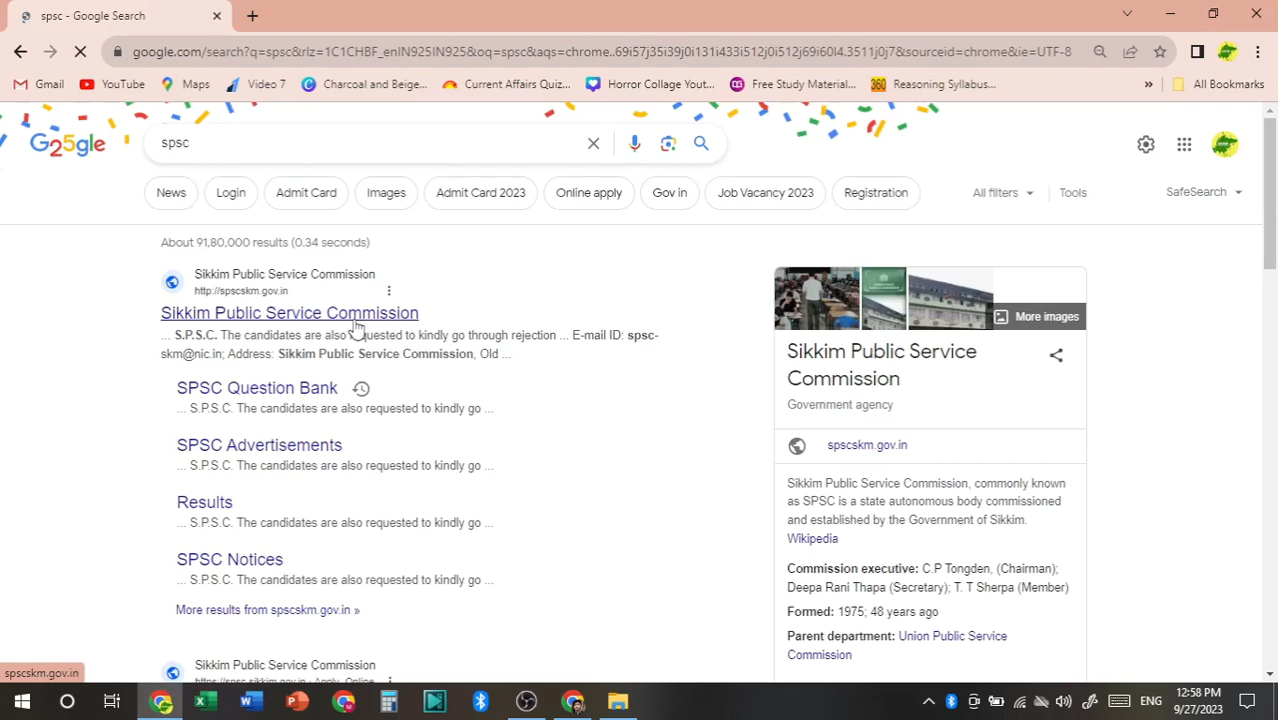 spsc - Google Search
google.com/search?q=spsc&rlz=1C1CHBF_enIN925IN925&oq=spsc&aqs=chrome..69i57j35i39j0i131i433i512j0i512j69i60l4.3511j0j7&sourceid=chrome&ie=UTF-8
Gmail YouTube Maps Video 7 Charcoal and Beige... Current Affairs Quiz... Horror Collage Yout... Free Study Material... Reasoning Syllabus... » All Bookmarks
G25gle spsc
News Login Admit Card Images Admit Card 2023 Online apply Gov in Job Vacancy 2023 Registration All filters Tools SafeSearch
About 91,80,000 results (0.34 seconds)
Sikkim Public Service Commission
http://spscskm.gov.in
Sikkim Public Service Commission
... S.P.S.C. The candidates are also requested to kindly go through rejection ... E-mail ID: spsc-
skm@nic.in; Address: Sikkim Public Service Commission, Old ...
SPSC Question Bank
... S.P.S.C. The candidates are also requested to kindly go ...
SPSC Advertisements
... S.P.S.C. The candidates are also requested to kindly go ...
Results
... S.P.S.C. The candidates are also requested to kindly go ...
SPSC Notices
... S.P.S.C. The candidates are also requested to kindly go ...
More results from spscskm.gov.in »
Sikkim Public Service Commission
https://spsc.sikkim.gov.in › Apply_Online
More images
Sikkim Public Service
Commission
Government agency
spscskm.gov.in
Sikkim Public Service Commission, commonly known
as SPSC is a state autonomous body commissioned
and established by the Government of Sikkim.
Wikipedia
Commission executive: C.P Tongden, (Chairman);
Deepa Rani Thapa (Secretary); T. T Sherpa (Member)
Formed: 1975; 48 years ago
Parent department: Union Public Service
Commission
spscskm.gov.in
ENG
12:58 PM
9/27/2023